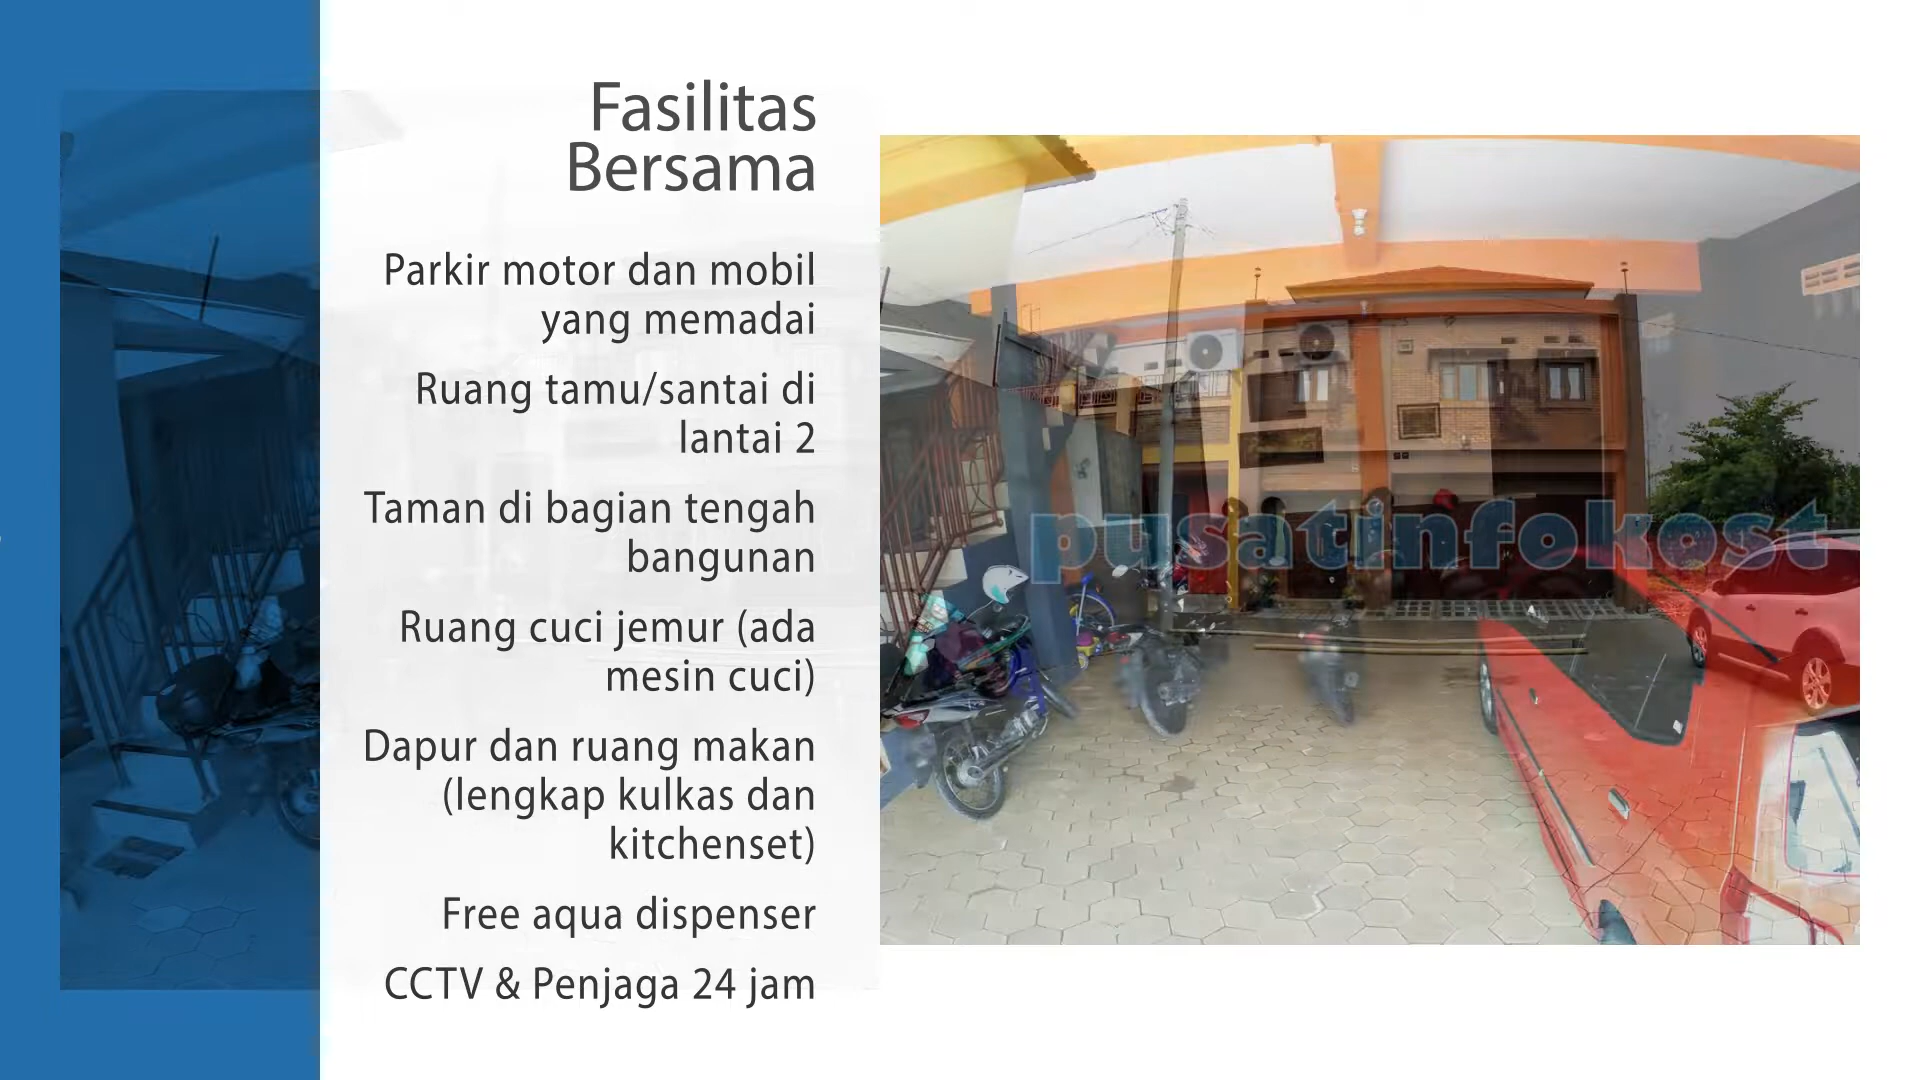 Fasilitas
Bersama
Parkir motor dan mobil
yang memadai
Ruang tamu/santai di
lantai 2
Taman di bagian tengah
bangunan
Ruang cuci jemur (ada
mesin cuci)
Dapur dan ruang makan
(lengkap kulkas dan
kitchenset)
Free aqua dispenser
CCTV & Penjaga 24 jam
pusatinfokost